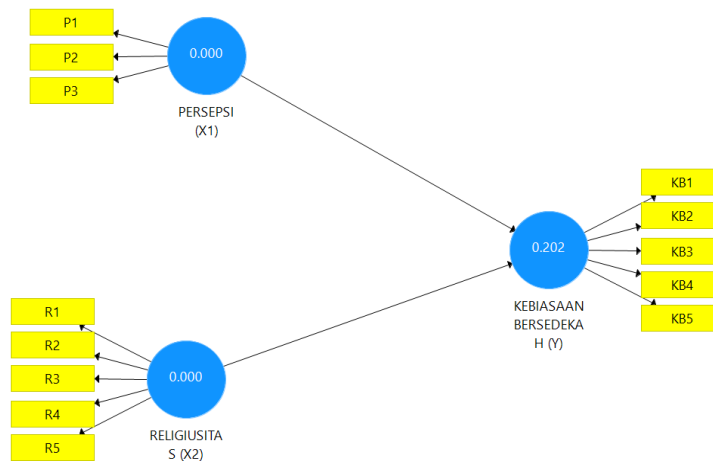 P1
P2
P3
0.000
PERSEPSI
(X1)
R1
R2
R3
R4
R5
0.000
RELIGIUSITA
S (X2)
0.202
KEBIASAAN
BERSEDEKA
H (Y)
KB1
KB2
KB3
KB4
KB5